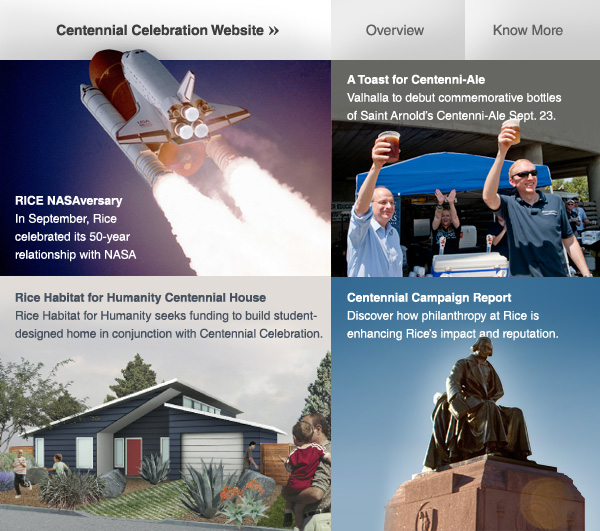 Centennial Celebration Website »
Overview
Know More
RICE NASAversary
In September, Rice
celebrated its 50-year
relationship with NASA
A Toast for Centenni-Ale
Valhalla to debut commemorative bottles
of Saint Arnold's Centenni-Ale Sept. 23.
Rice Habitat for Humanity Centennial House
Rice Habitat for Humanity seeks funding to build student-
designed home in conjunction with Centennial Celebration.
Centennial Campaign Report
Discover how philanthropy at Rice is
enhancing Rice's impact and reputation.